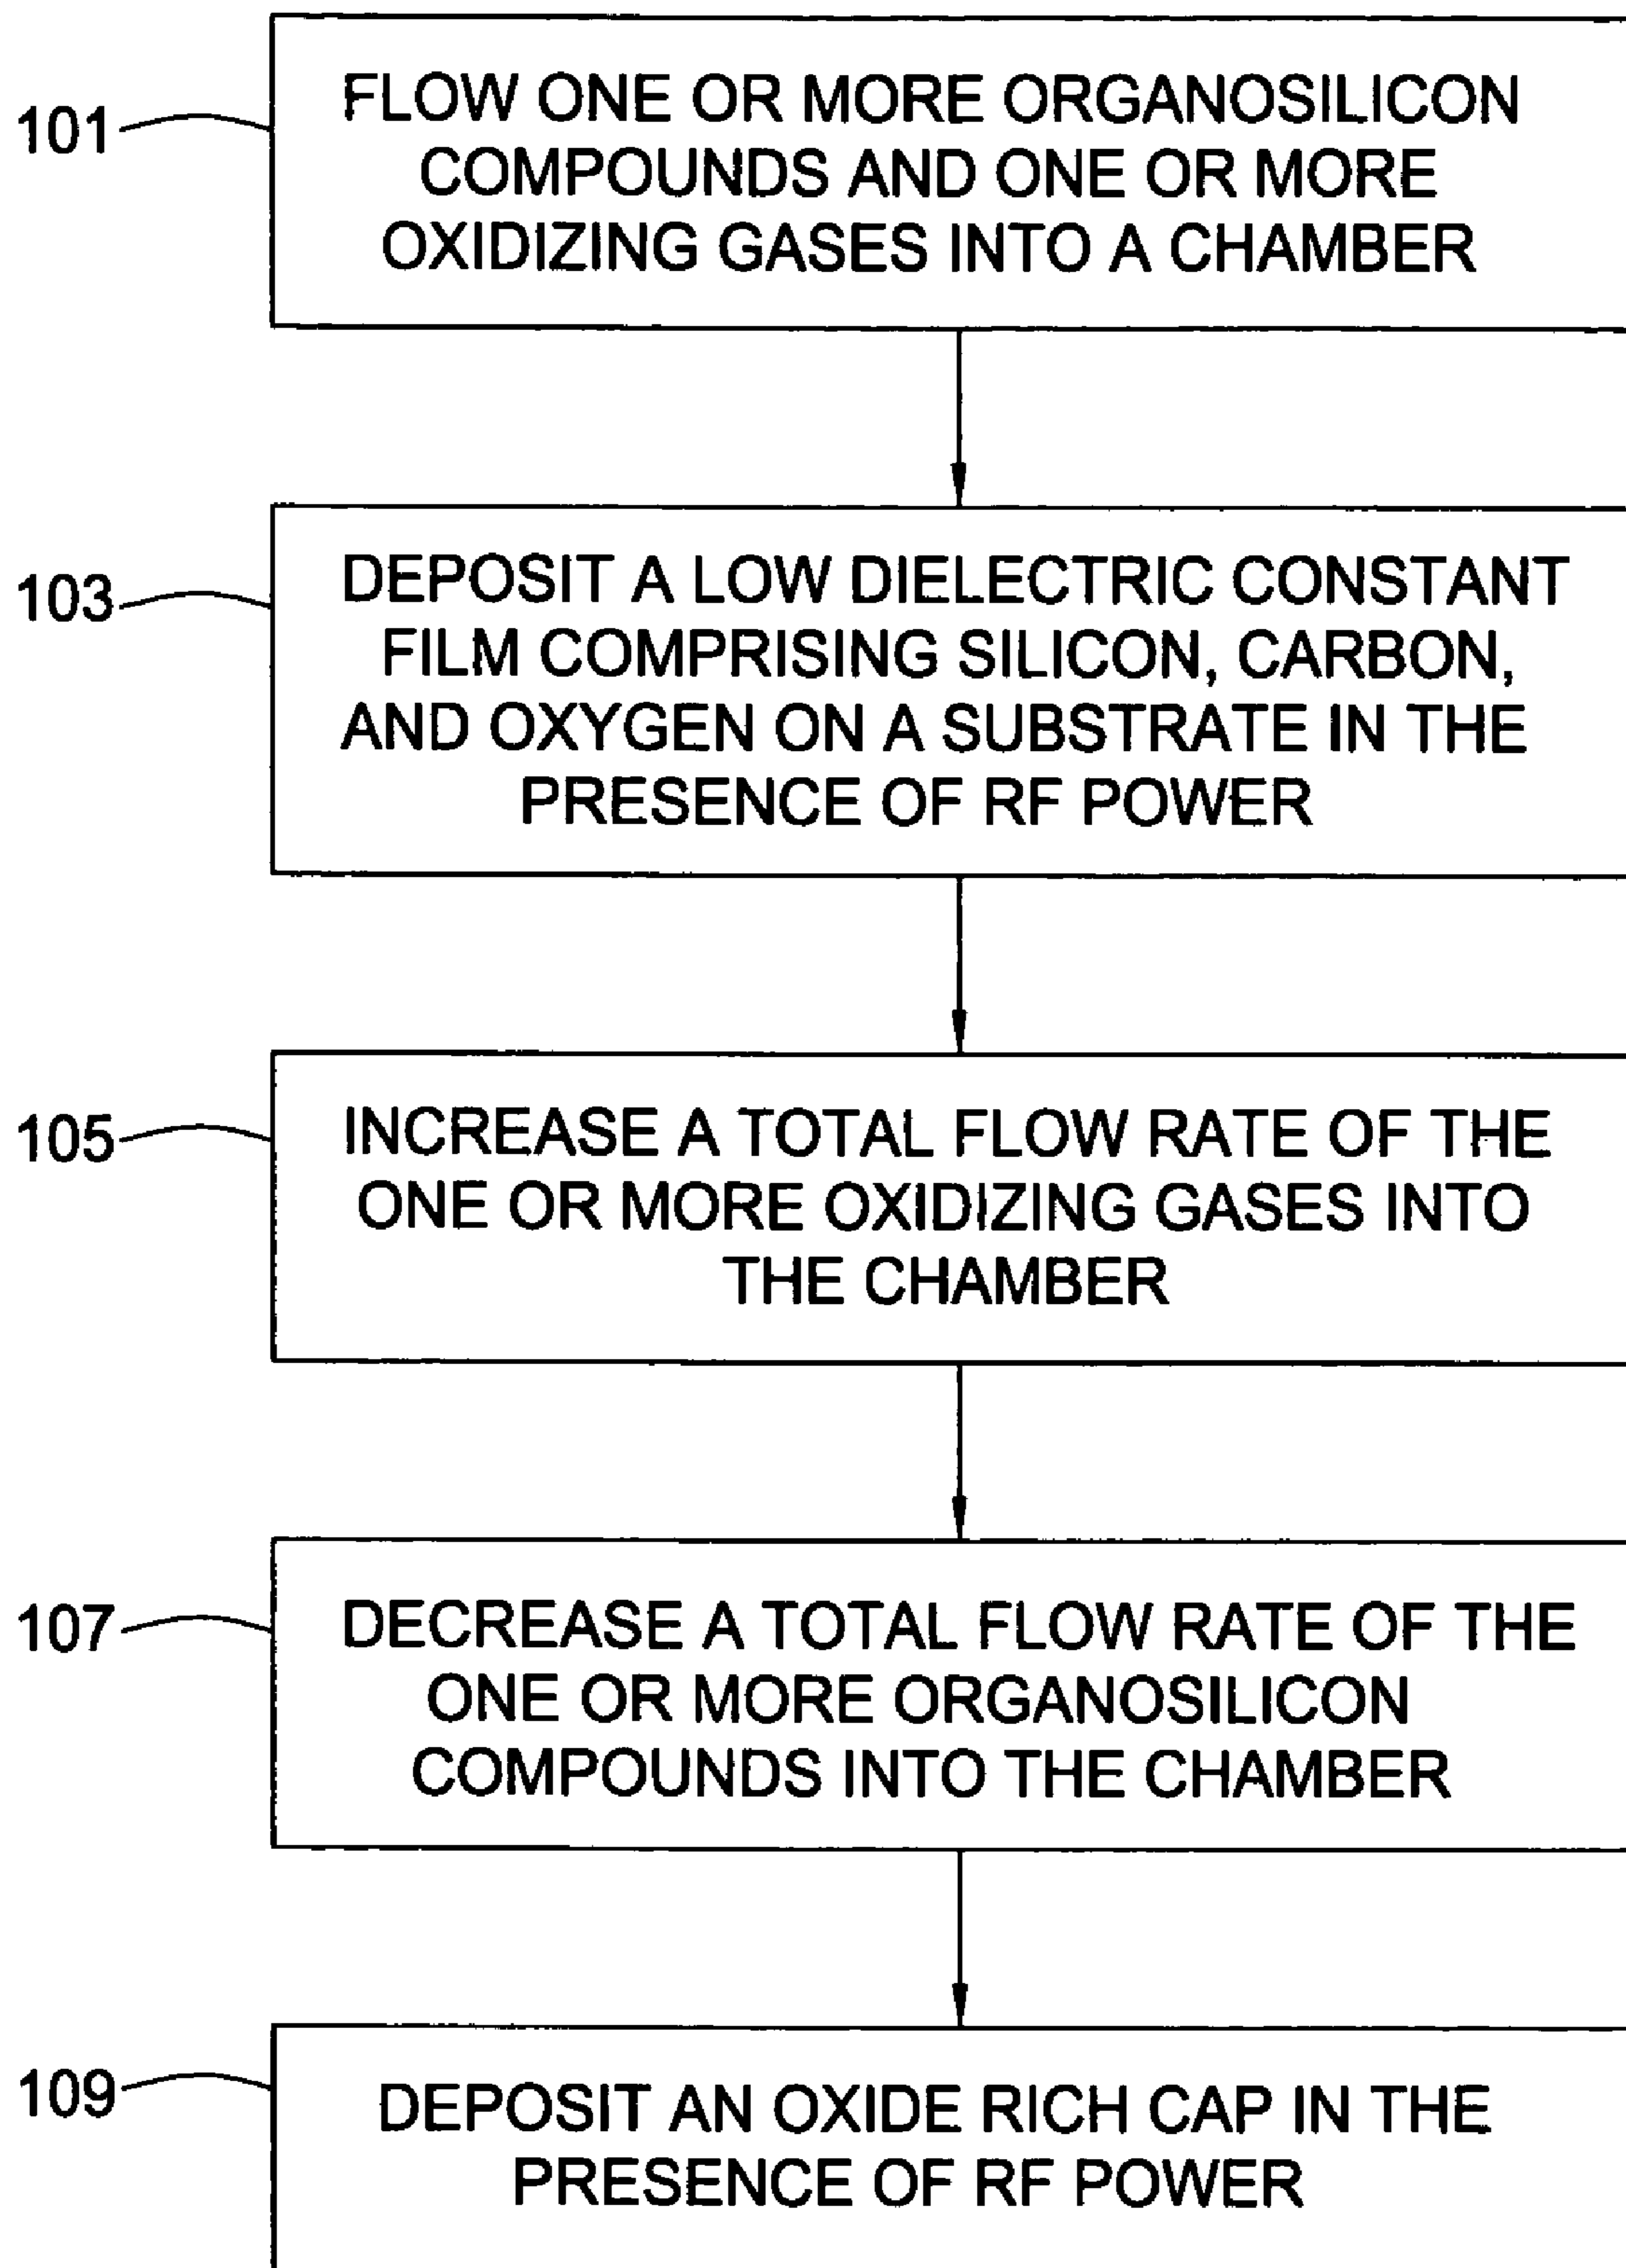 101
FLOW ONE OR MORE ORGANOSILICON
COMPOUNDS AND ONE OR MORE
OXIDIZING GASES INTO A CHAMBER
103
DEPOSIT A LOW DIELECTRIC CONSTANT
FILM COMPRISING SILICON, CARBON,
AND OXYGEN ON A SUBSTRATE IN THE
PRESENCE OF RF POWER
105
INCREASE A TOTAL FLOW RATE OF THE
ONE OR MORE OXIDIZING GASES INTO
THE CHAMBER
107
DECREASE A TOTAL FLOW RATE OF THE
ONE OR MORE ORGANOSILICON
COMPOUNDS INTO THE CHAMBER
109
DEPOSIT AN OXIDE RICH CAP IN THE
PRESENCE OF RF POWER